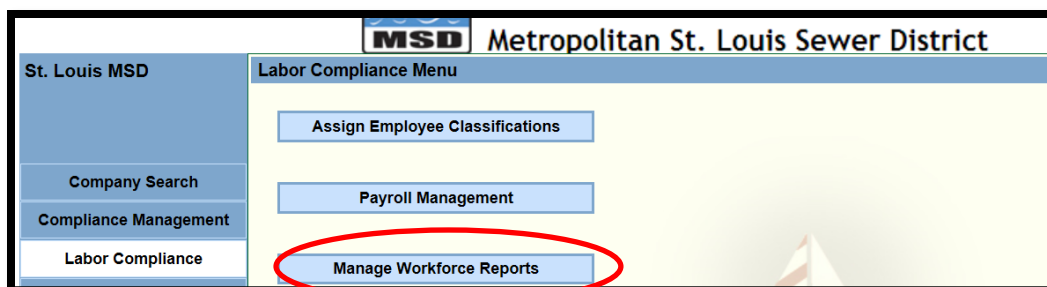 MSD Metropolitan St. Louis Sewer District
St. Louis MSD
Labor Compliance Menu
Assign Employee Classifications
Company Search
Payroll Management
Compliance Management
Labor Compliance
Manage Workforce Reports